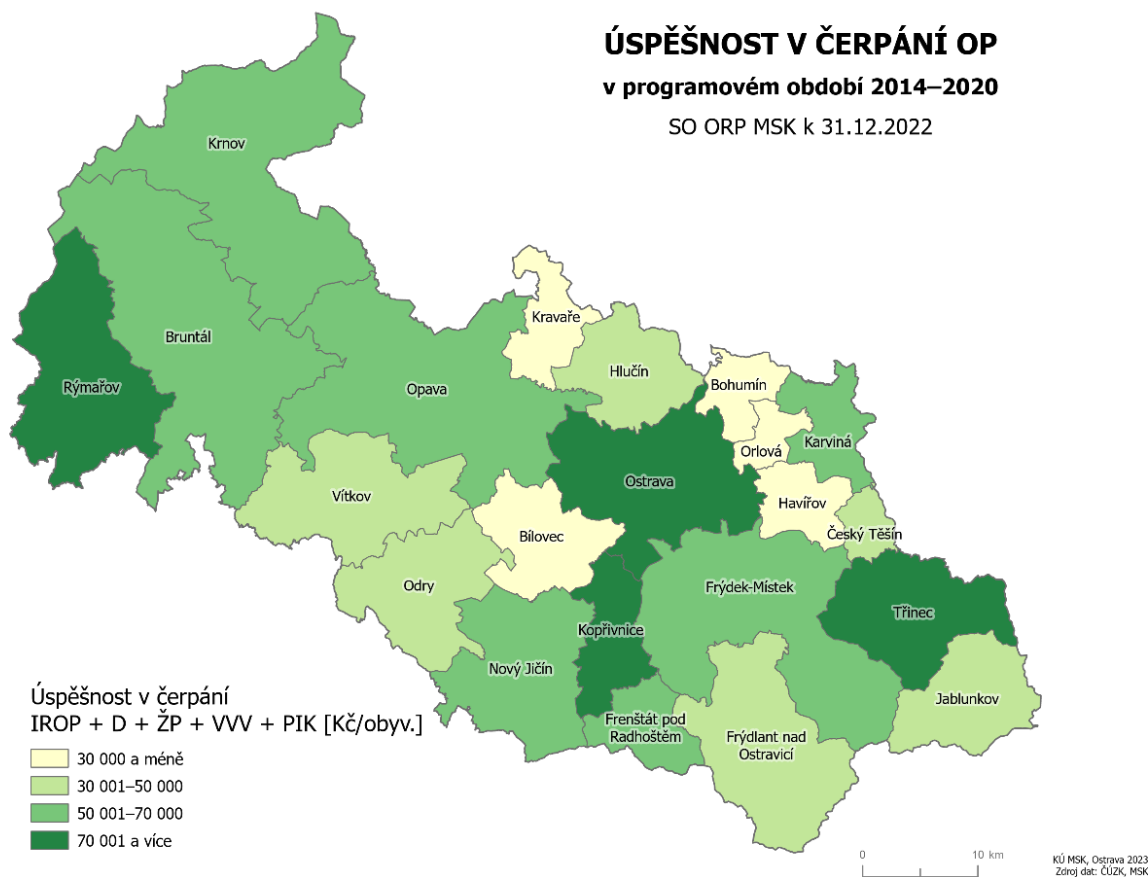 ÚSPĚŠNOST V ČERPÁNÍ OP
v programovém období 2014–2020
SO ORP MSK k 31.12.2022
Krnov
Bruntál
Rýmařov
Kravaře
Hlučín
Opava
Bohumín
Orlová
Karviná
Ostrava
Vítkov
Havířov
Český Těšín
Bílovec
Odry
Frýdek-Místek
Třinec
Kopřivnice
Nový Jičín
Jablunkov
Frenštát pod
Radhoštěm
Frýdlant nad
Ostravicí
Úspěšnost v čerpání
IROP + D + ŽP + VVV + PIK [Kč/obyv.]
30 000 a méně
30 001–50 000
50 001–70 000
70 001 a více
0 10 km
KÚ MSK, Ostrava 2023
Zdroj dat: ČÚZK, MSK